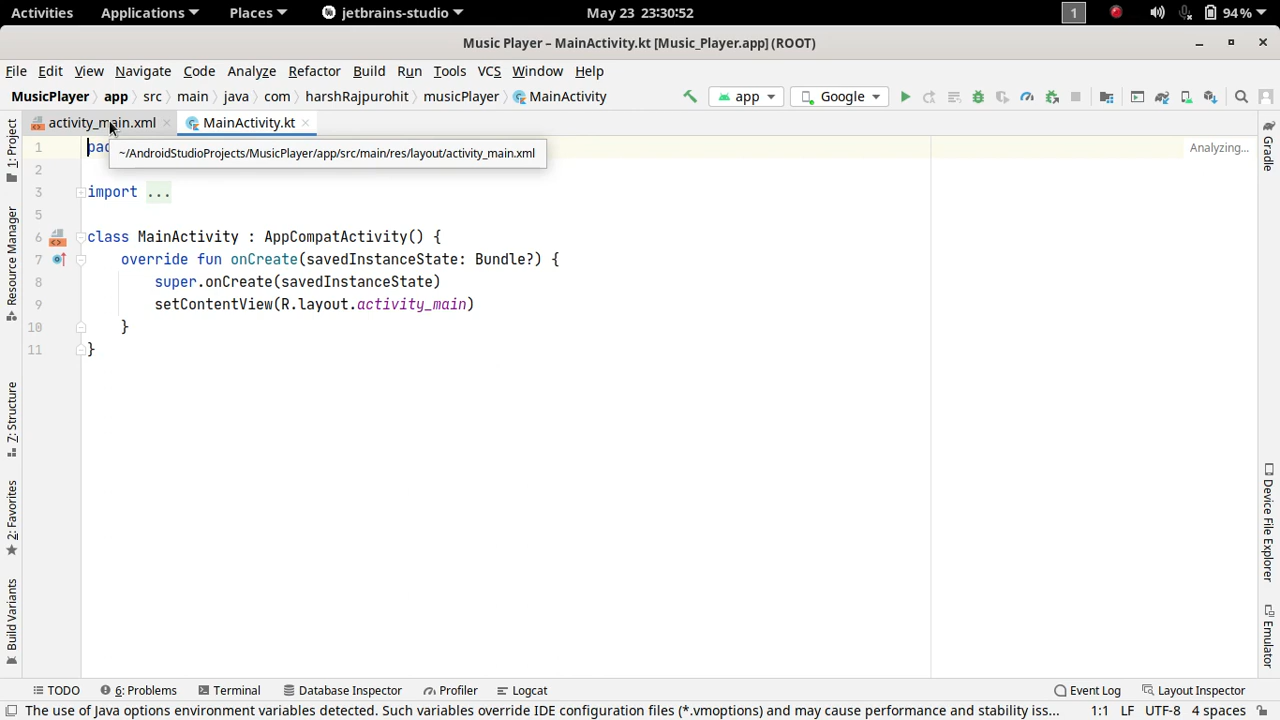 Activities Applications Places jetbrains-studio May 23 23:30:52 1 94%
Music Player – MainActivity.kt [Music_Player.app] (ROOT)
File Edit View Navigate Code Analyze Refactor Build Run Tools VCS Window Help
MusicPlayer app src main java com harshRajpurohit musicPlayer MainActivity app Google
activity_main.xml MainActivity.kt
1 pac
~/AndroidStudioProjects/MusicPlayer/app/src/main/res/layout/activity_main.xml
Analyzing...
2
3 import ...
5
6 class MainActivity : AppCompatActivity() {
7 override fun onCreate(savedInstanceState: Bundle?) {
8 super.onCreate(savedInstanceState)
9 setContentView(R.layout.activity_main)
10 }
11 }
1: Project
Resource Manager
Z: Structure
2: Favorites
Build Variants
Gradle
Device File Explorer
Emulator
TODO 6: Problems Terminal Database Inspector Profiler Logcat Event Log Layout Inspector
The use of Java options environment variables detected. Such variables override IDE configuration files (*.vmoptions) and may cause performance and stability iss... 1:1 LF UTF-8 4 spaces